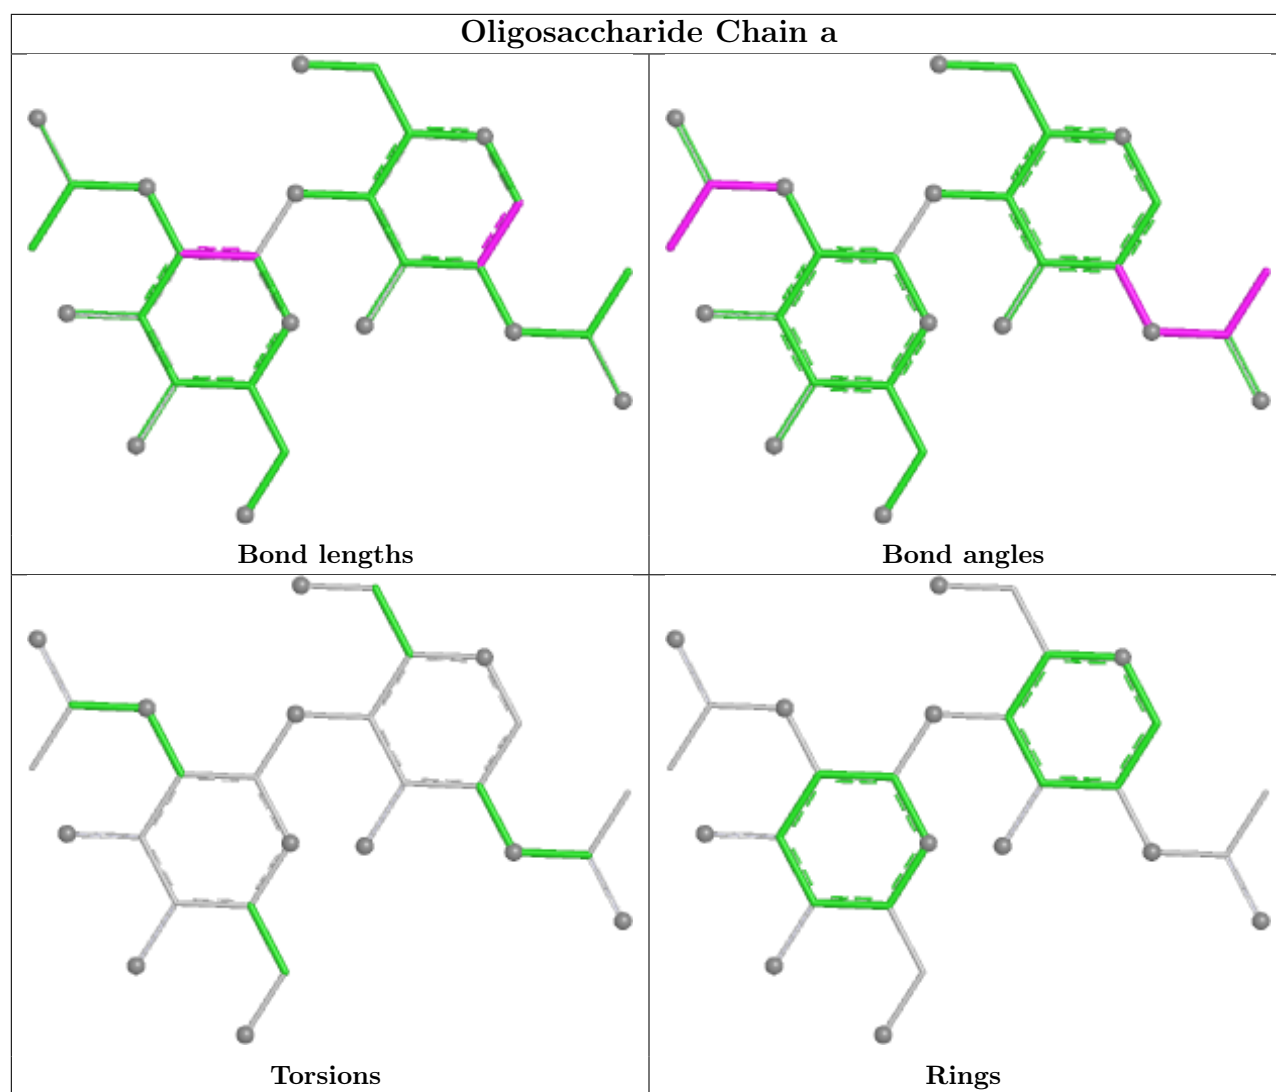 Oligosaccharide Chain a
Bond lengths
Bond angles
Torsions
Rings